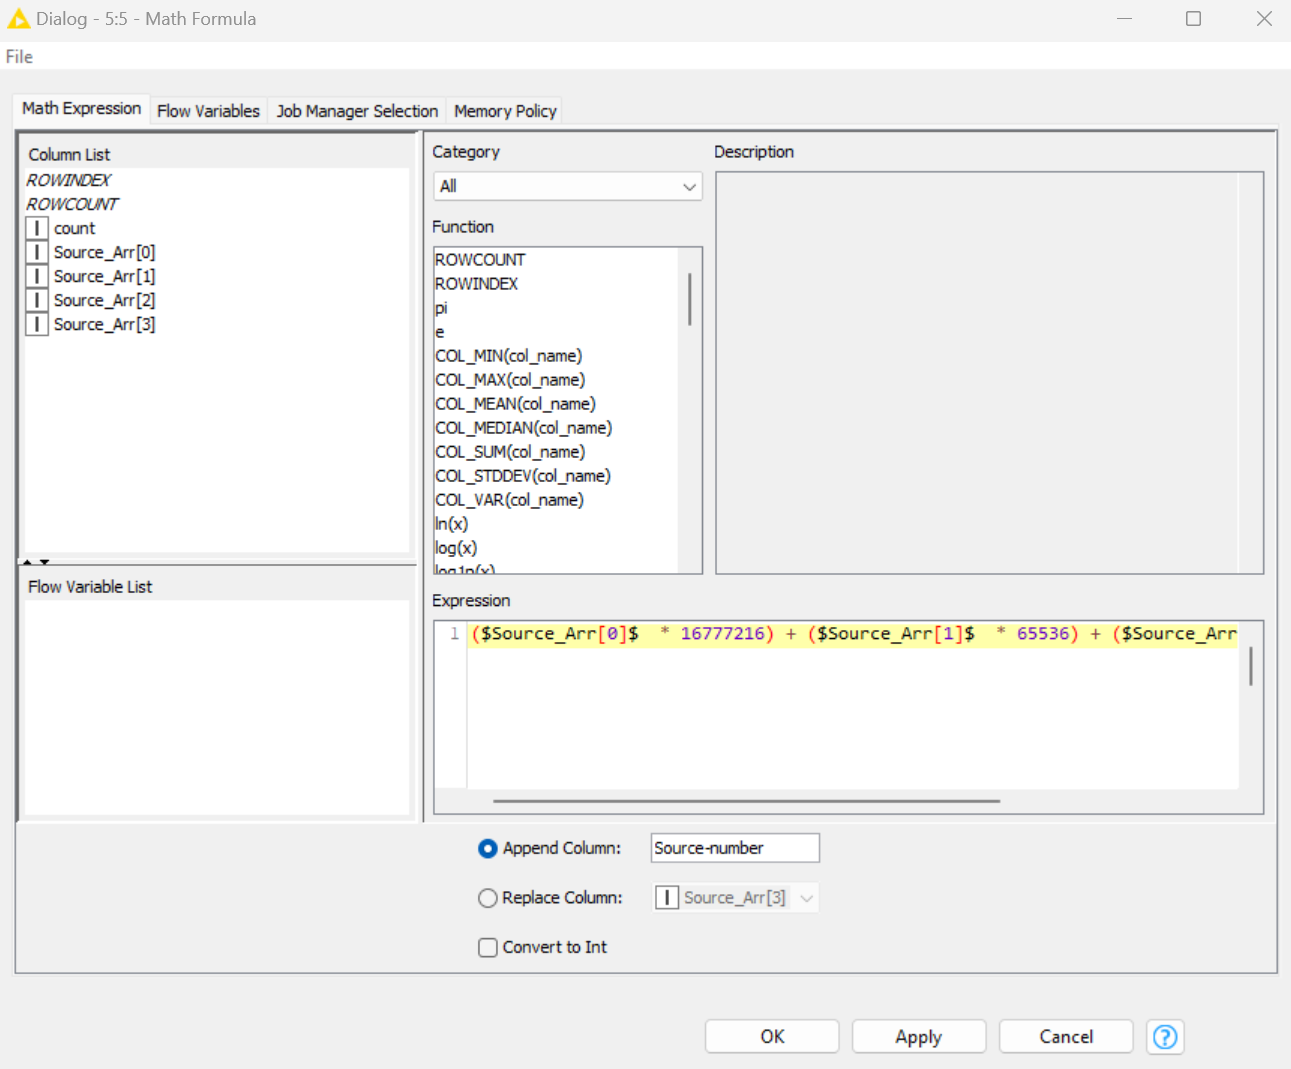 Dialog - 5:5 - Math Formula
File
Math Expression Flow Variables Job Manager Selection Memory Policy
Column List
ROWINDEX
ROWCOUNT
I count
I Source_Arr[0]
I Source_Arr[1]
I Source_Arr[2]
I Source_Arr[3]
Flow Variable List
Category
All
Function
ROWCOUNT
ROWINDEX
pi
e
COL_MIN(col_name)
COL_MAX(col_name)
COL_MEAN(col_name)
COL_MEDIAN(col_name)
COL_SUM(col_name)
COL_STDDEV(col_name)
COL_VAR(col_name)
ln(x)
log(x)
log1p(x)
Description
Expression
1 ($Source_Arr[0]$ * 16777216) + ($Source_Arr[1]$ * 65536) + ($Source_Arr
Append Column: Source-number
Replace Column: I Source_Arr[3]
Convert to Int
OK Apply Cancel ?